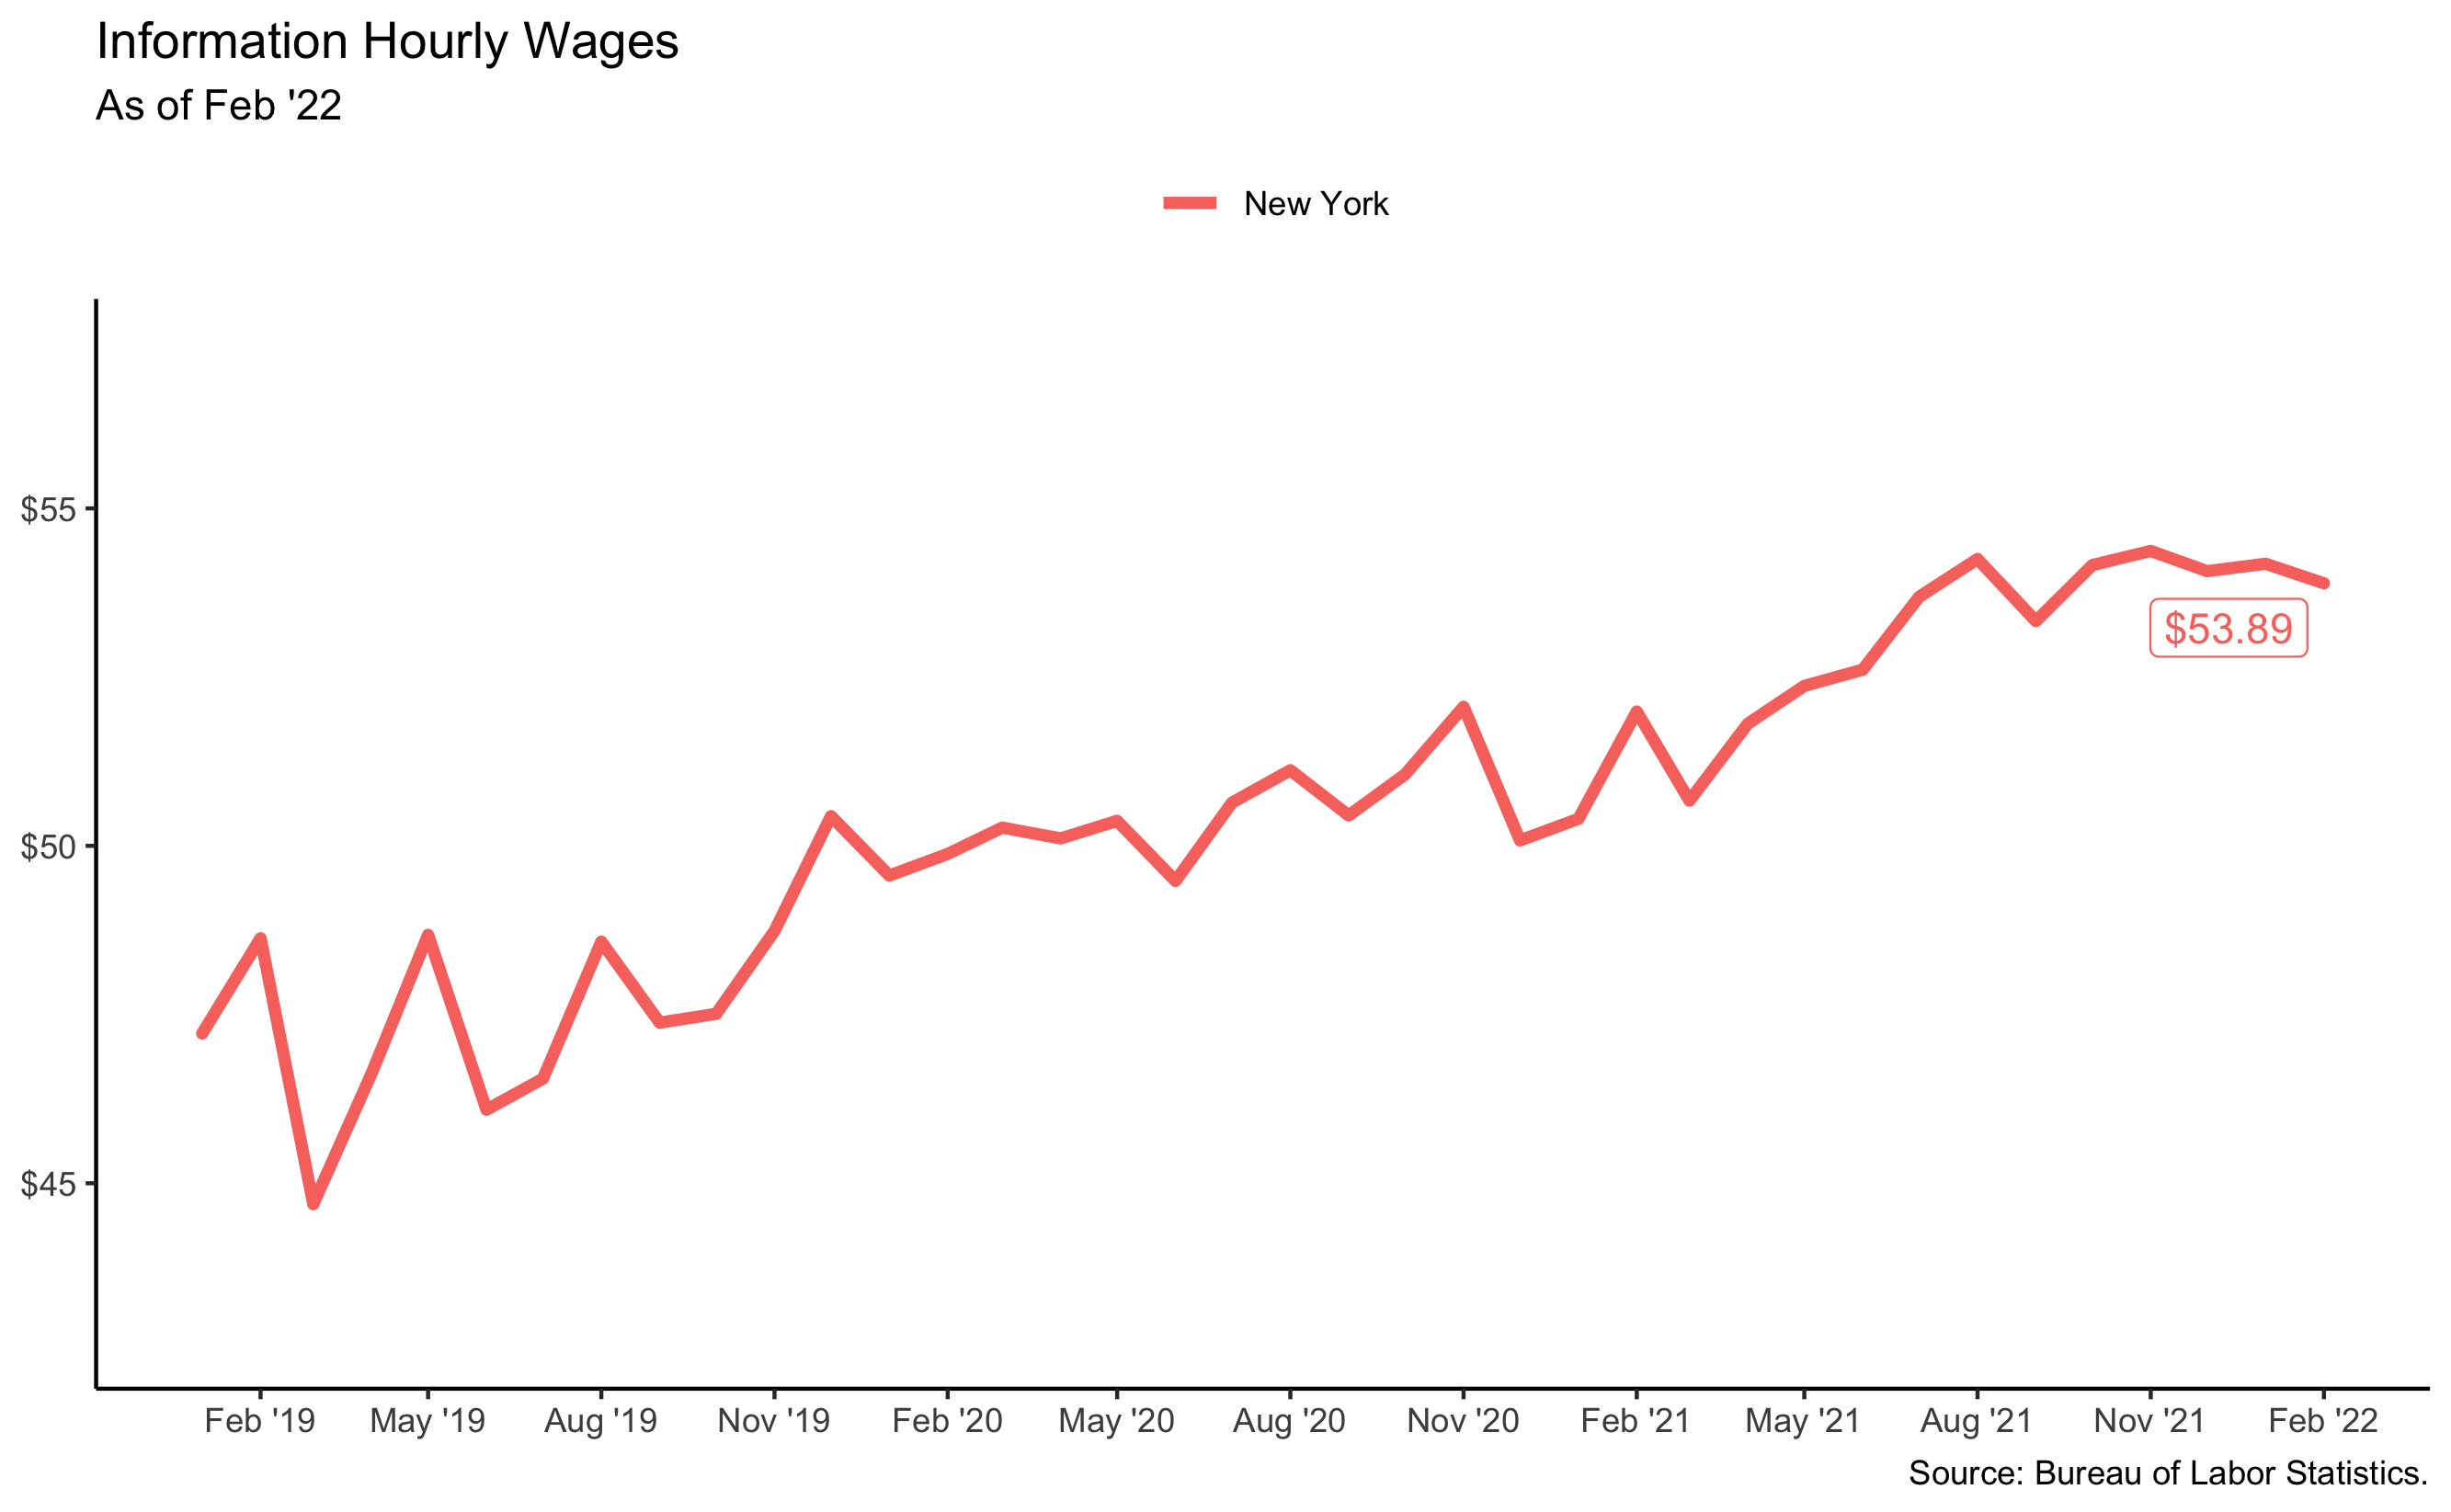 Information Hourly Wages
As of Feb '22
New York
$55
$53.89
$50
$45
Feb '19 May '19 Aug '19 Nov '19 Feb '20 May '20 Aug '20 Nov '20 Feb '21 May '21 Aug '21 Nov '21 Feb '22
Source: Bureau of Labor Statistics.